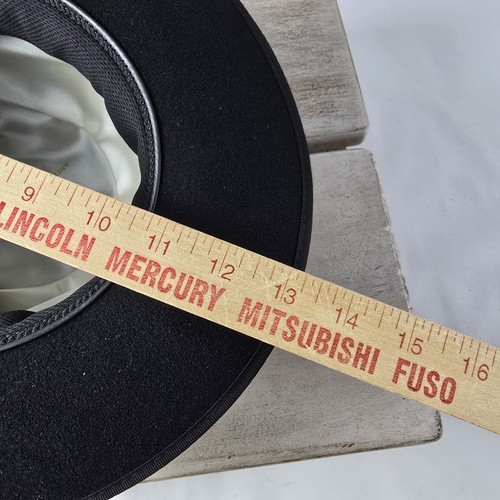 9 10 11 12 13 14 15 16
LINCOLN MERCURY MITSUBISHI FUSO